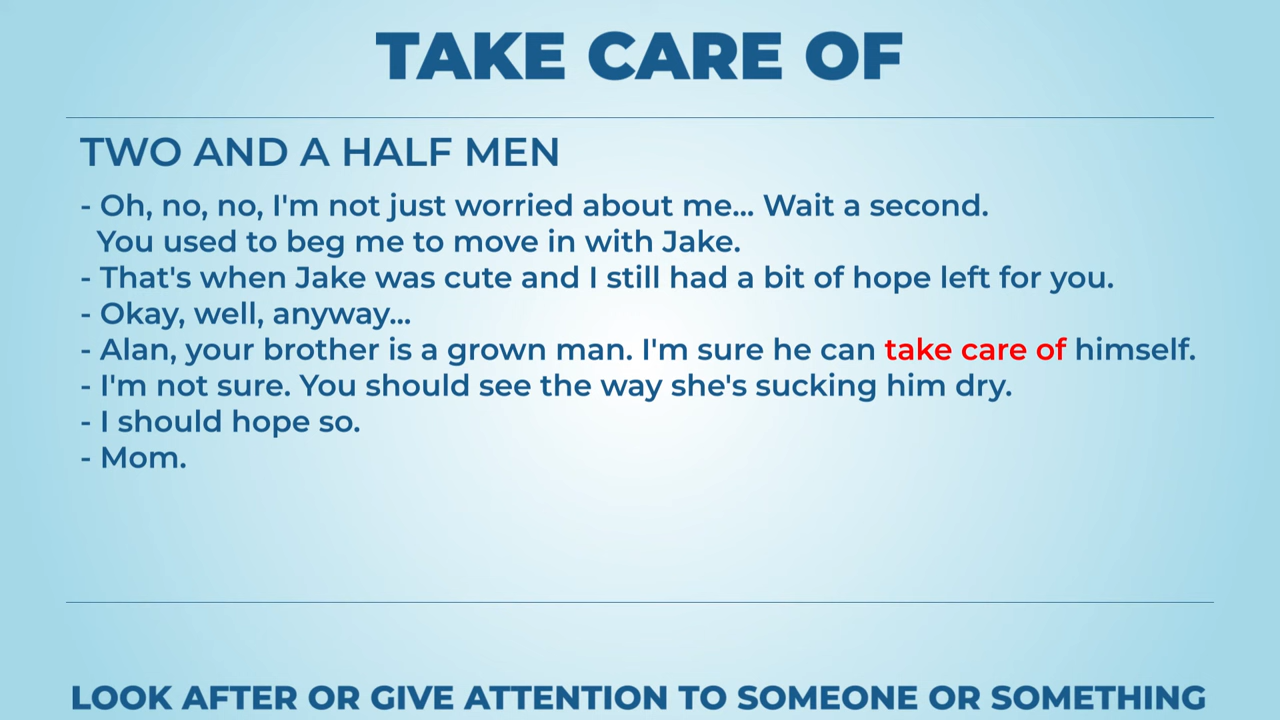 TAKE CARE OF
TWO AND A HALF MEN
- Oh, no, no, I'm not just worried about me... Wait a second.
You used to beg me to move in with Jake.
- That's when Jake was cute and I still had a bit of hope left for you.
- Okay, well, anyway...
- Alan, your brother is a grown man. I'm sure he can take care of himself.
- I'm not sure. You should see the way she's sucking him dry.
- I should hope so.
- Mom.
LOOK AFTER OR GIVE ATTENTION TO SOMEONE OR SOMETHING